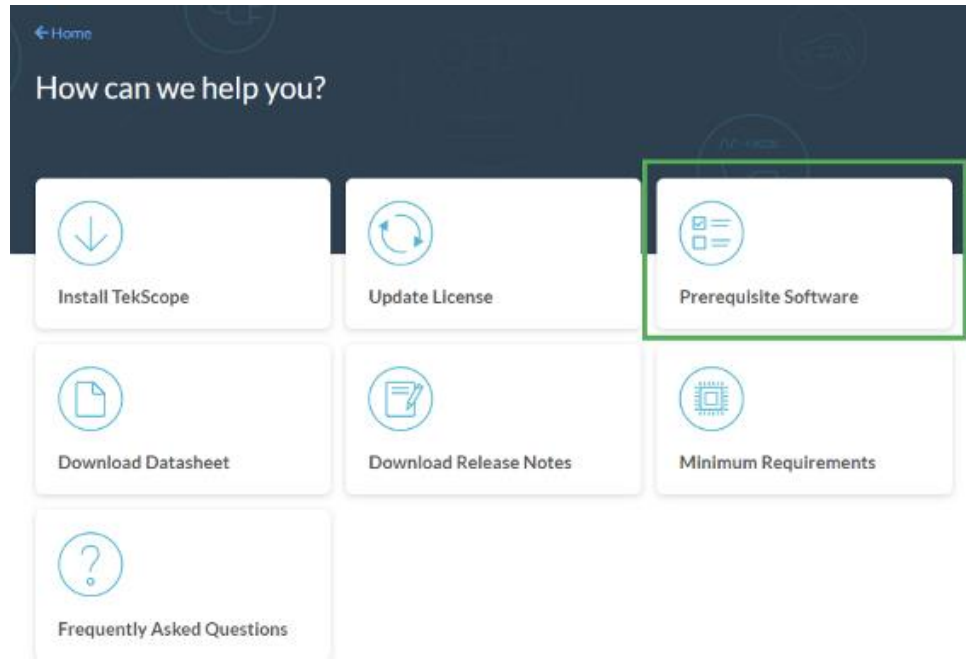 Home
How can we help you?
Install TekScope
Update License
Prerequisite Software
Download Datasheet
Download Release Notes
Minimum Requirements
Frequently Asked Questions